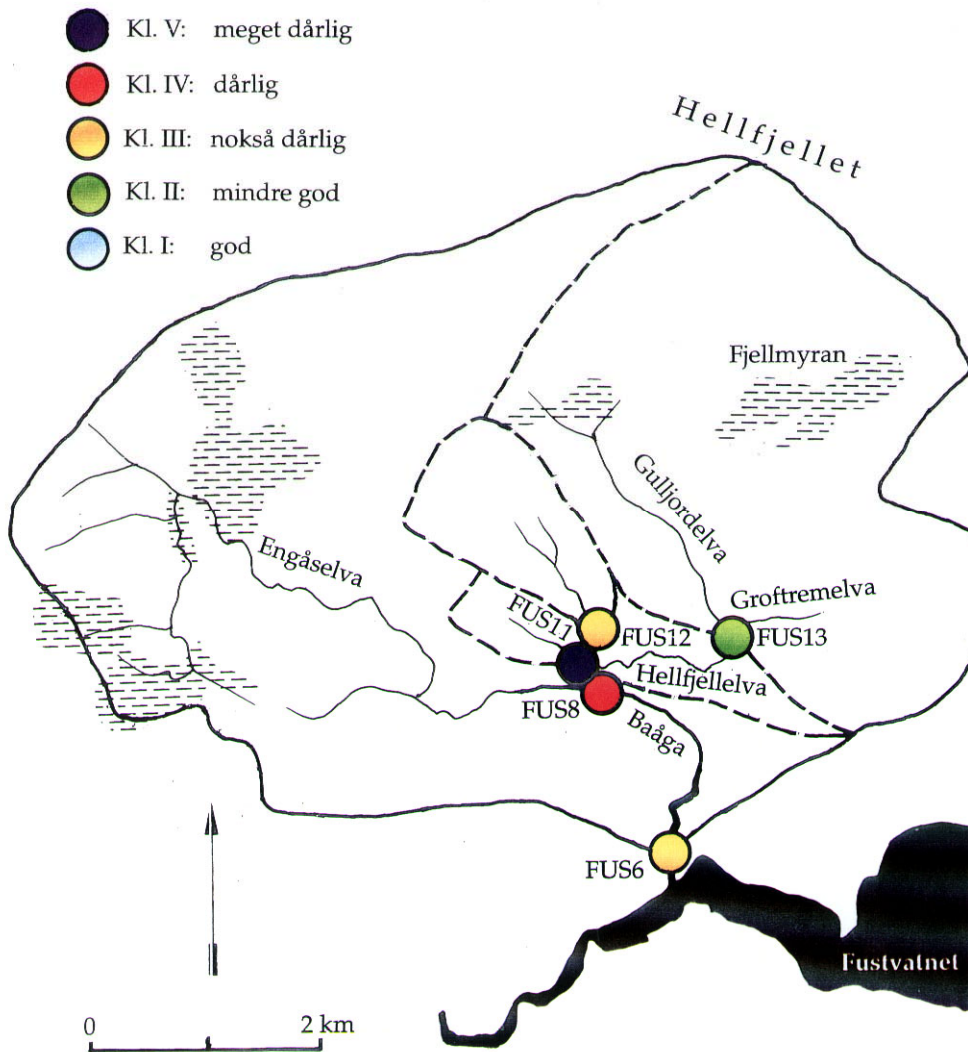 Kl. V: meget dårlig
Kl. IV: dårlig
Kl. III: nokså dårlig
Kl. II: mindre god
Kl. I: god
Hellfjellet
Fjellmyran
Gulljordelva
Engåselva
Groftremelva
FUS11
FUS12
FUS13
Hellfjellelva
FUS8
Baåga
FUS6
Fustvatnet
0 2 km